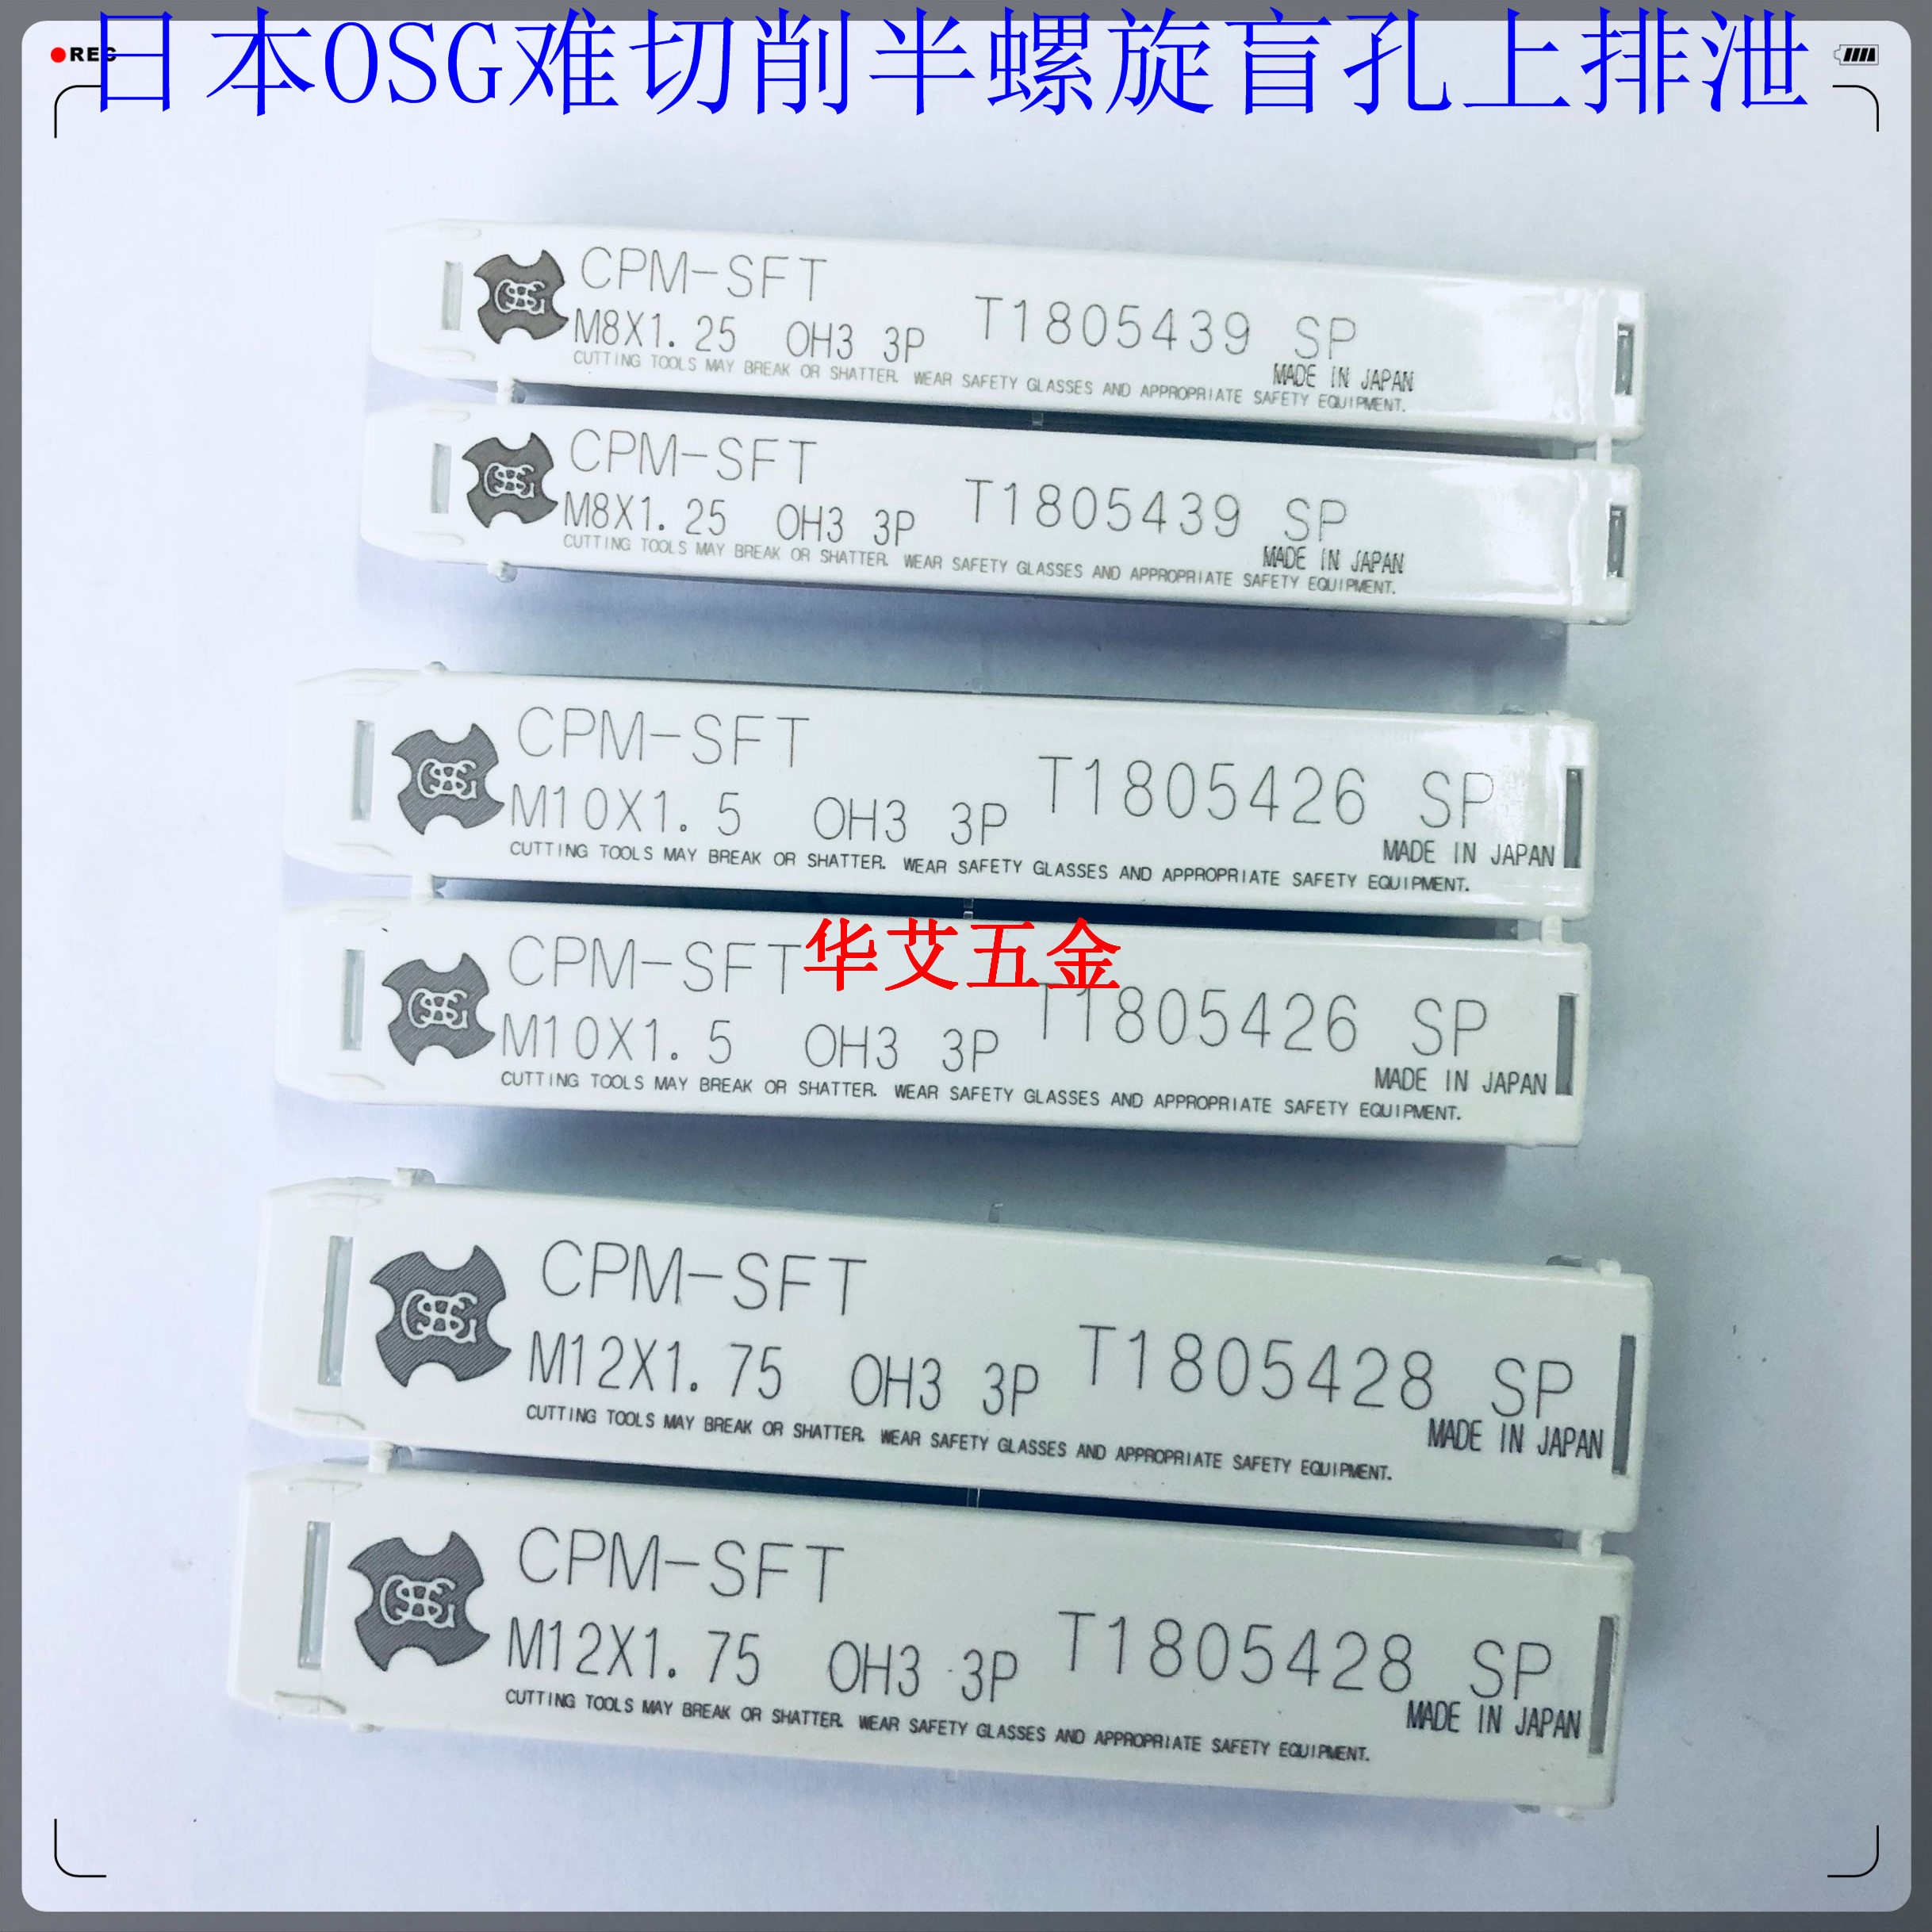 日本OSG难切削半螺旋盲孔上排泄
REC
CPM-SFT
M8X1.25 OH3 3P T1805439 SP
MADE IN JAPAN
CUTTING TOOLS MAY BREAK OR SHATTER. WEAR SAFETY GLASSES AND APPROPRIATE SAFETY EQUIPMENT.
CPM-SFT
M8X1.25 OH3 3P T1805439 SP
MADE IN JAPAN
CUTTING TOOLS MAY BREAK OR SHATTER. WEAR SAFETY GLASSES AND APPROPRIATE SAFETY EQUIPMENT.
CPM-SFT
M10X1.5 OH3 3P T1805426 SP
MADE IN JAPAN
CUTTING TOOLS MAY BREAK OR SHATTER. WEAR SAFETY GLASSES AND APPROPRIATE SAFETY EQUIPMENT.
华艾五金
CPM-SFT
M10X1.5 OH3 3P T1805426 SP
MADE IN JAPAN
CUTTING TOOLS MAY BREAK OR SHATTER. WEAR SAFETY GLASSES AND APPROPRIATE SAFETY EQUIPMENT.
CPM-SFT
M12X1.75 OH3 3P T1805428 SP
MADE IN JAPAN
CUTTING TOOLS MAY BREAK OR SHATTER. WEAR SAFETY GLASSES AND APPROPRIATE SAFETY EQUIPMENT.
CPM-SFT
M12X1.75 OH3 3P T1805428 SP
MADE IN JAPAN
CUTTING TOOLS MAY BREAK OR SHATTER. WEAR SAFETY GLASSES AND APPROPRIATE SAFETY EQUIPMENT.